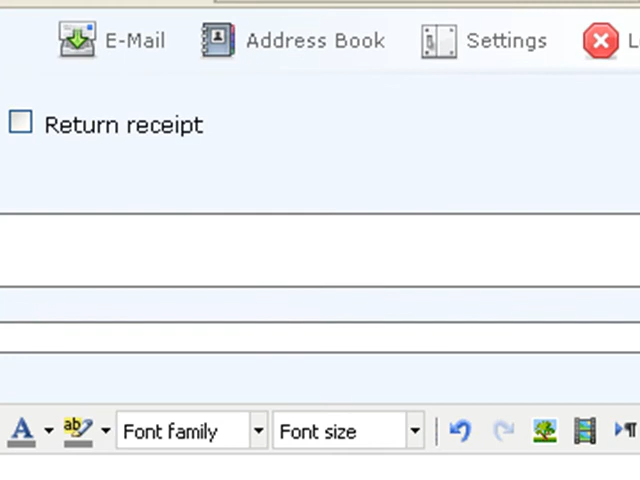 E-Mail Address Book Settings
Return receipt
Font family Font size